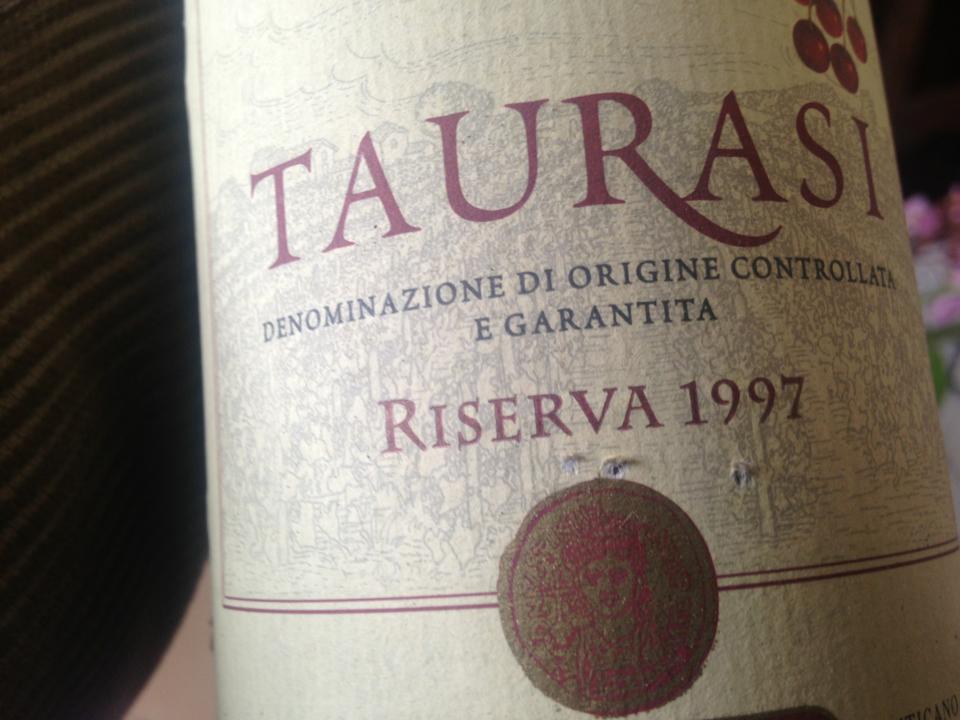 TAURASI
DENOMINAZIONE DI ORIGINE CONTROLLATA
E GARANTITA
RISERVA 1997